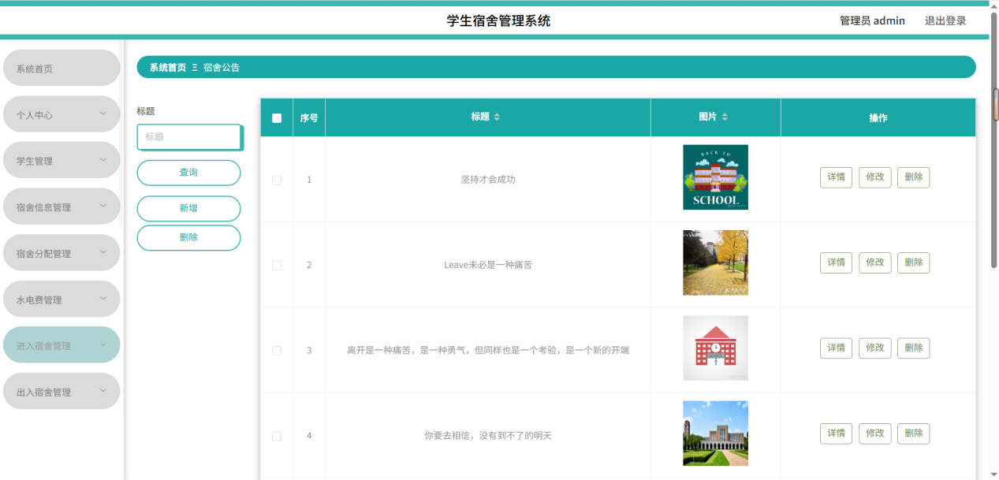 学生宿舍管理系统
管理员 admin
退出登录
系统首页
个人中心
学生管理
宿舍信息管理
宿舍分配管理
水电费管理
进入宿舍管理
出入宿舍管理
系统首页 Ξ 宿舍公告
标题
标题
查询
新增
删除
序号 标题 图片 操作
1 坚持才会成功
BACK TO
SCHOOL
详情 修改 删除
2 Leave未必是一种痛苦
详情 修改 删除
3 离开是一种痛苦，是一种勇气，但同样也是一个考验，是一个新的开端
SCHOOL
详情 修改 删除
4 你要去相信，没有到不了的明天
详情 修改 删除